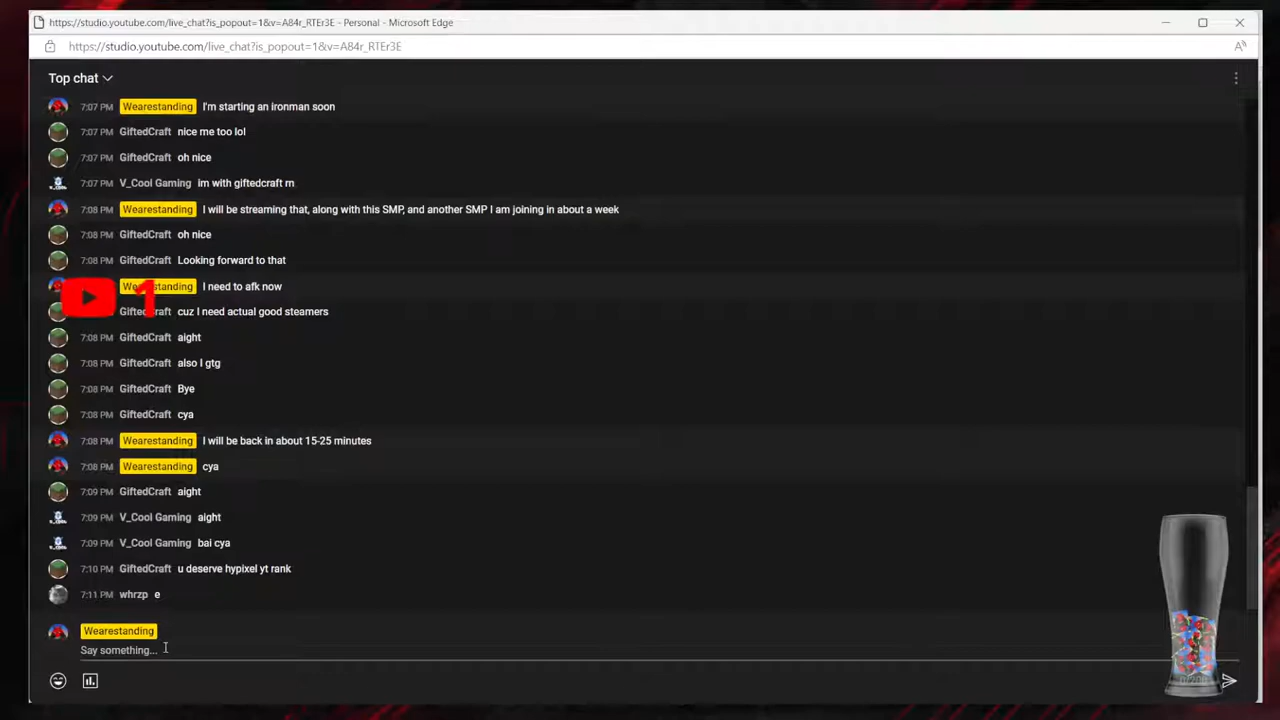 https://studio.youtube.com/live_chat?is_popout=1&v=A84r_RTEr3E - Personal - Microsoft Edge
https://studio.youtube.com/live_chat?is_popout=1&v=A84r_RTEr3E
Top chat
7:07 PM Wearestanding I'm starting an ironman soon
7:07 PM GiftedCraft nice me too lol
7:07 PM GiftedCraft oh nice
7:07 PM V_Cool Gaming im with giftedcraft rn
7:08 PM Wearestanding I will be streaming that, along with this SMP, and another SMP I am joining in about a week
7:08 PM GiftedCraft oh nice
7:08 PM GiftedCraft Looking forward to that
1
Wearestanding I need to afk now
GiftedCraft cuz I need actual good steamers
7:08 PM GiftedCraft aight
7:08 PM GiftedCraft also I gtg
7:08 PM GiftedCraft Bye
7:08 PM GiftedCraft cya
7:08 PM Wearestanding I will be back in about 15-25 minutes
7:08 PM Wearestanding cya
7:09 PM GiftedCraft aight
7:09 PM V_Cool Gaming aight
7:09 PM V_Cool Gaming bai cya
7:10 PM GiftedCraft u deserve hypixel yt rank
7:11 PM whrzp e
Wearestanding
Say something...